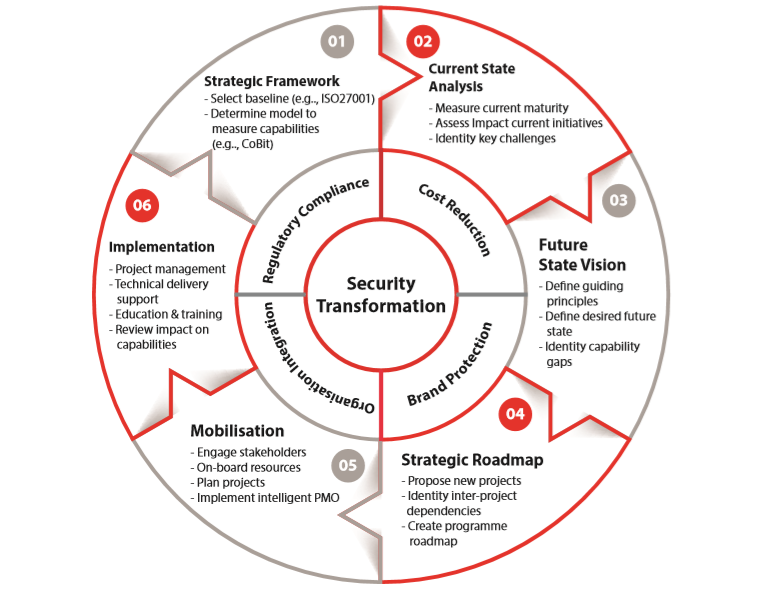 01
Strategic Framework
- Select baseline (e.g.., ISO27001)
- Determine model to
measure capabilities
(e.g.., CoBit)
02
Current State
Analysis
- Measure current maturity
- Assess Impact current initiatives
- Identity key challenges
03
Future
State Vision
- Define guiding
principles
- Define desired future
state
- Identity capability
gaps
04
Strategic Roadmap
- Propose new projects
- Identity inter-project
dependencies
- Create programme
roadmap
05
Mobilisation
- Engage stakeholders
- On-board resources
- Plan projects
- Implement intelligent PMO
06
Implementation
- Project management
- Technical delivery
support
- Education & training
- Review impact on
capabilities
Regulatory Compliance
Cost Reduction
Brand Protection
Organisation Integration
Security
Transformation